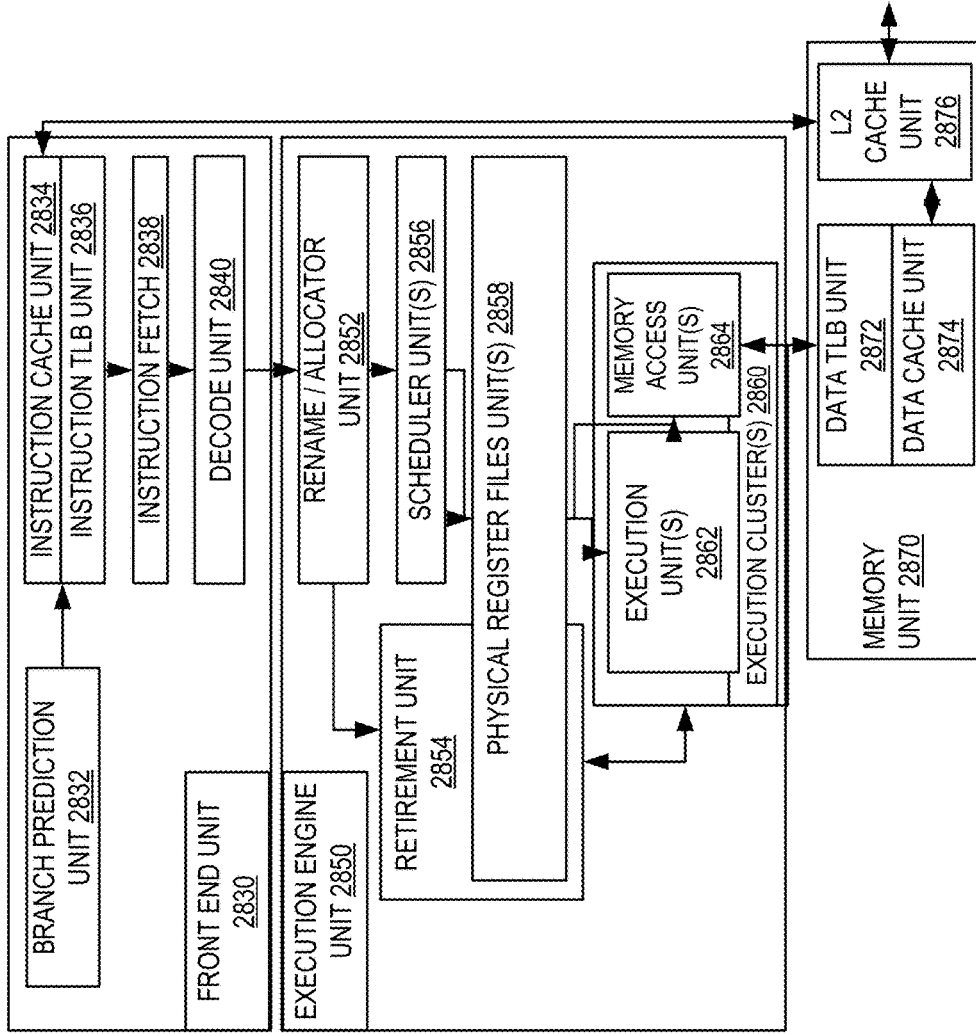 BRANCH PREDICTION
UNIT 2832
INSTRUCTION CACHE UNIT 2834
INSTRUCTION TLB UNIT 2836
INSTRUCTION FETCH 2838
DECODE UNIT 2840
FRONT END UNIT
2830
EXECUTION ENGINE
UNIT 2850
RENAME / ALLOCATOR
UNIT 2852
RETIREMENT UNIT
2854
SCHEDULER UNIT(S) 2856
PHYSICAL REGISTER FILES UNIT(S) 2858
EXECUTION
UNIT(S)
2862
MEMORY
ACCESS
UNIT(S)
2864
EXECUTION CLUSTER(S) 2860
MEMORY
UNIT 2870
DATA TLB UNIT
2872
DATA CACHE UNIT
2874
L2
CACHE
UNIT
2876